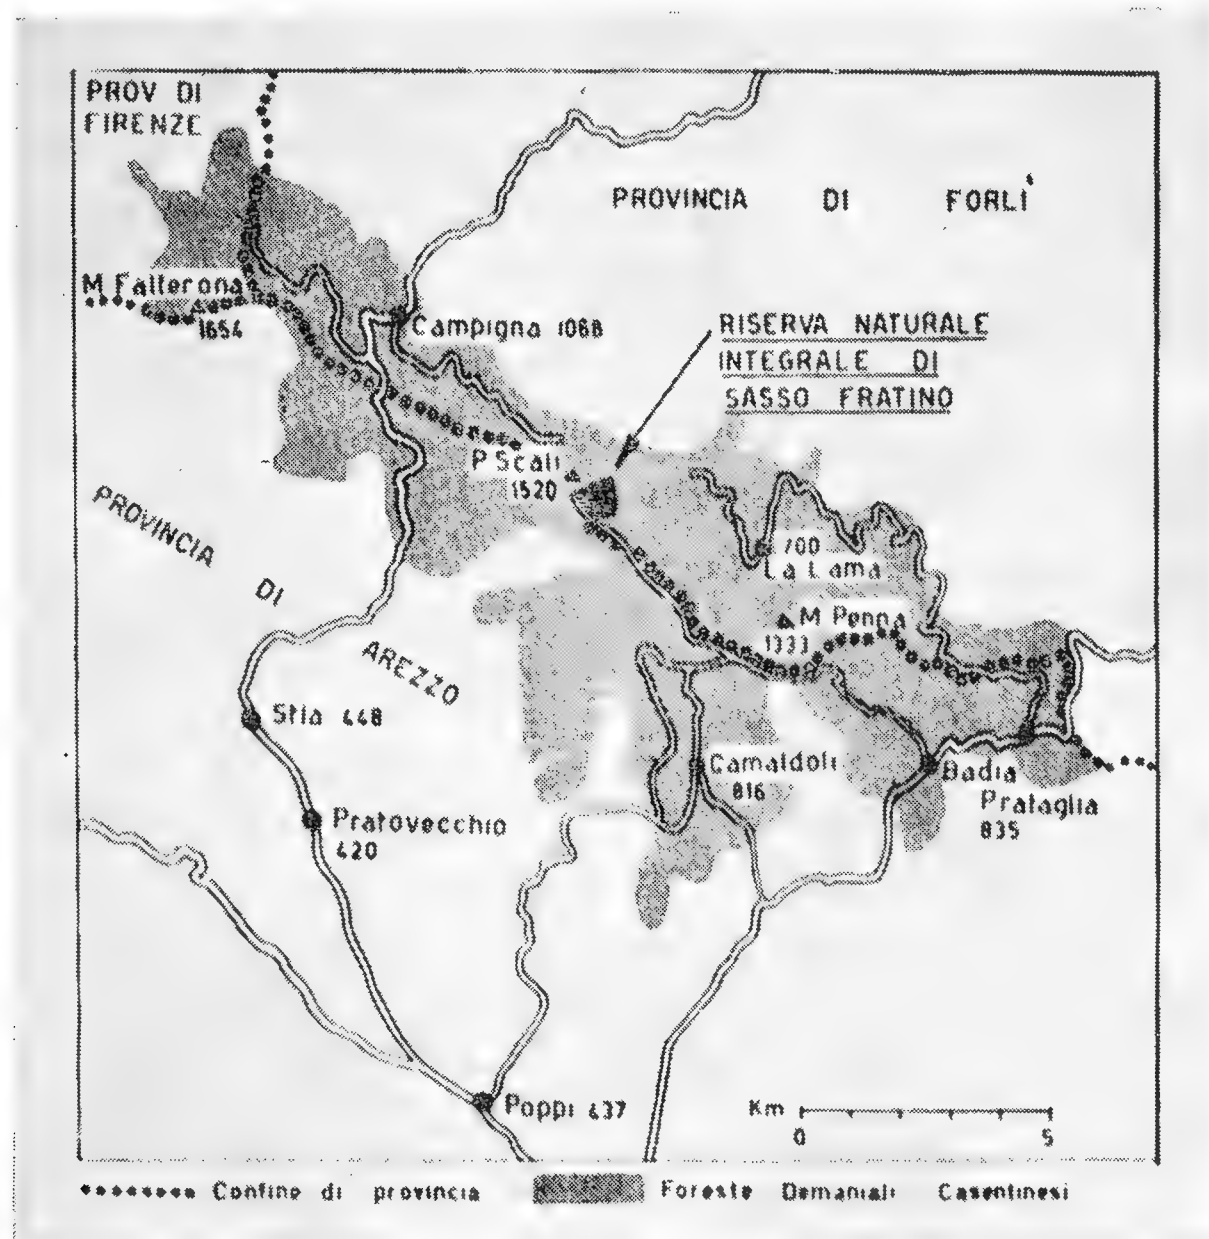 PROV DI
FIRENZE
PROVINCIA DI FORLÌ
M Falterona
1654
Campigna 1068
RISERVA NATURALE
INTEGRALE DI
SASSO FRATINO
P. Scali
1520
PROVINCIA DI AREZZO
700
La Lama
M Penna
1333
Stia 448
Camaldoli
816
Badia
Prataglia
835
Pratovecchio
420
Poppi 437
Km
0 5
Confine di provincia
Foreste Demaniali Casentinesi